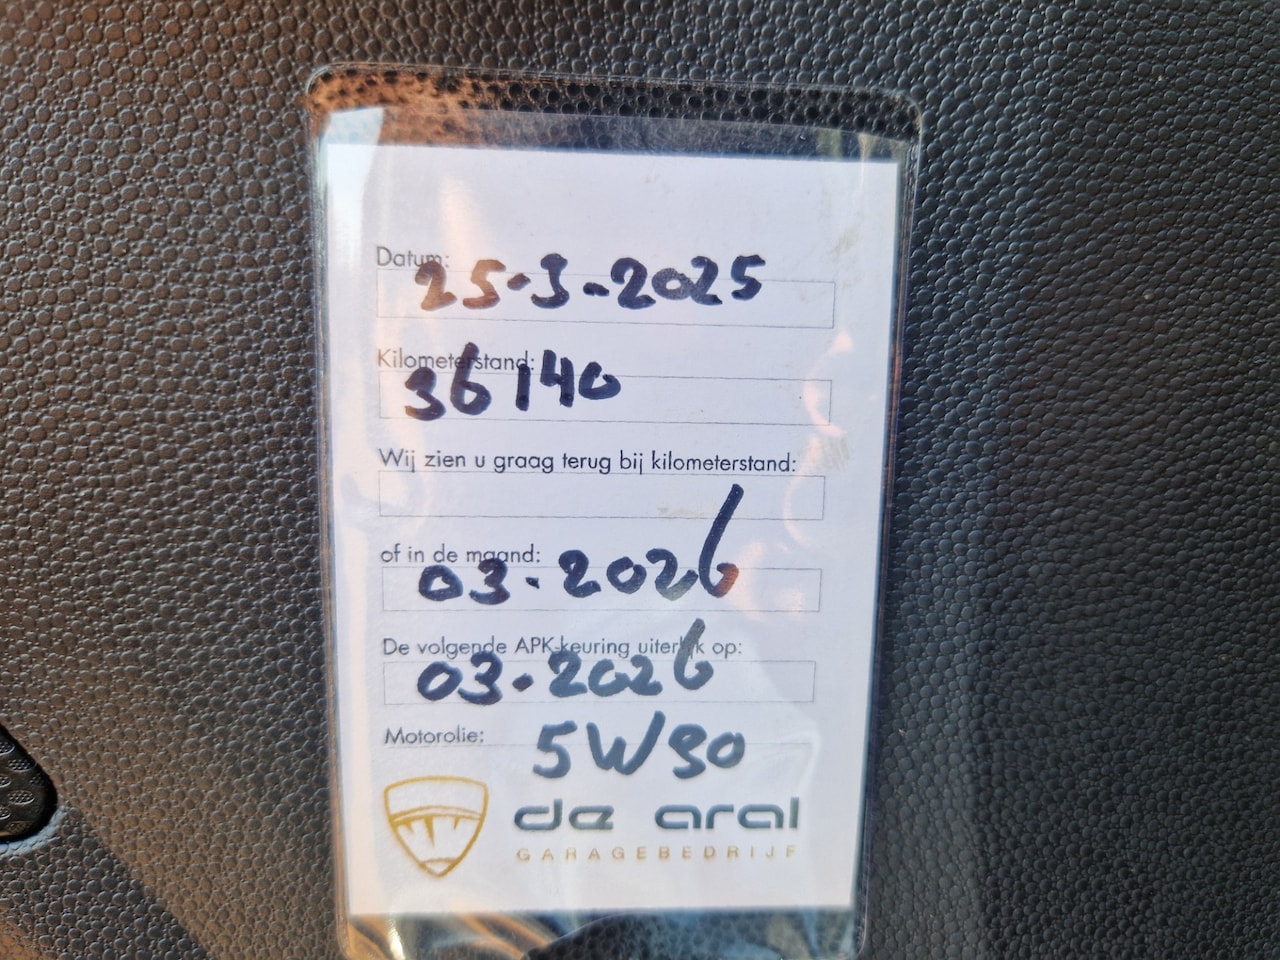 Datum:
25-3-2025
Kilometerstand:
36140
Wij zien u graag terug bij kilometerstand:
of in de maand:
03-2026
De volgende APK-keuring uiterlijk op:
03-2026
Motorolie: 5W30
de aral
GARAGEBEDRIJF